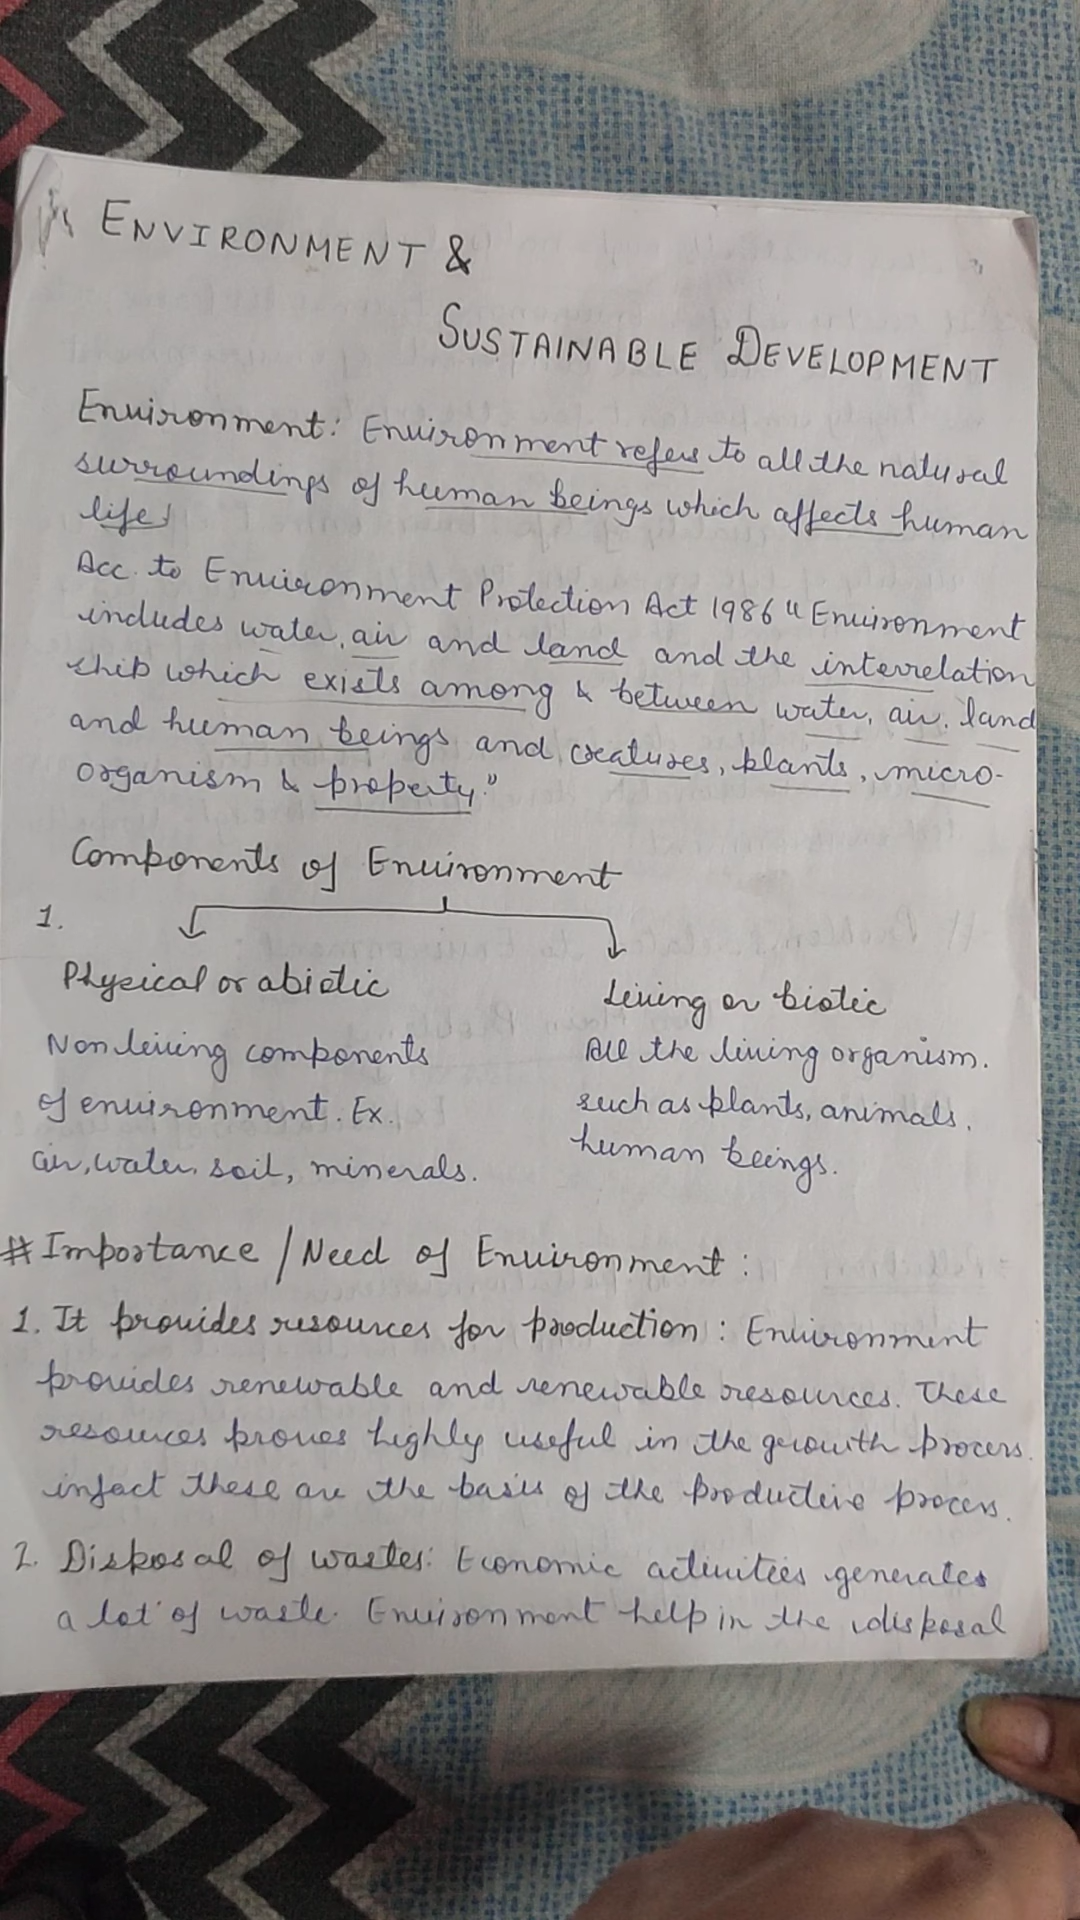 ENVIRONMENT &
SUSTAINABLE DEVELOPMENT
Environment: Environment refers to all the natural
surroundings of human beings which affects human
life.
Acc. to Environment Protection Act 1986 "Environment
includes water, air and land and the interrelation
ship which exists among & between water, air, land
and human beings and creatures, plants, micro-
organism & property."
Components of Environment
1.
Physical or abiotic
Non living components
of environment. Ex.
air, water, soil, minerals.
Living or biotic
All the living organism.
such as plants, animals,
human beings.
# Importance / Need of Environment:
1. It provides resources for production: Environment
provides renewable and renewable resources. These
resources proves highly useful in the growth process.
infact these are the basis of the productive process.
2. Disposal of wastes: Economic activities generates
a lot of waste. Environment help in the disposal